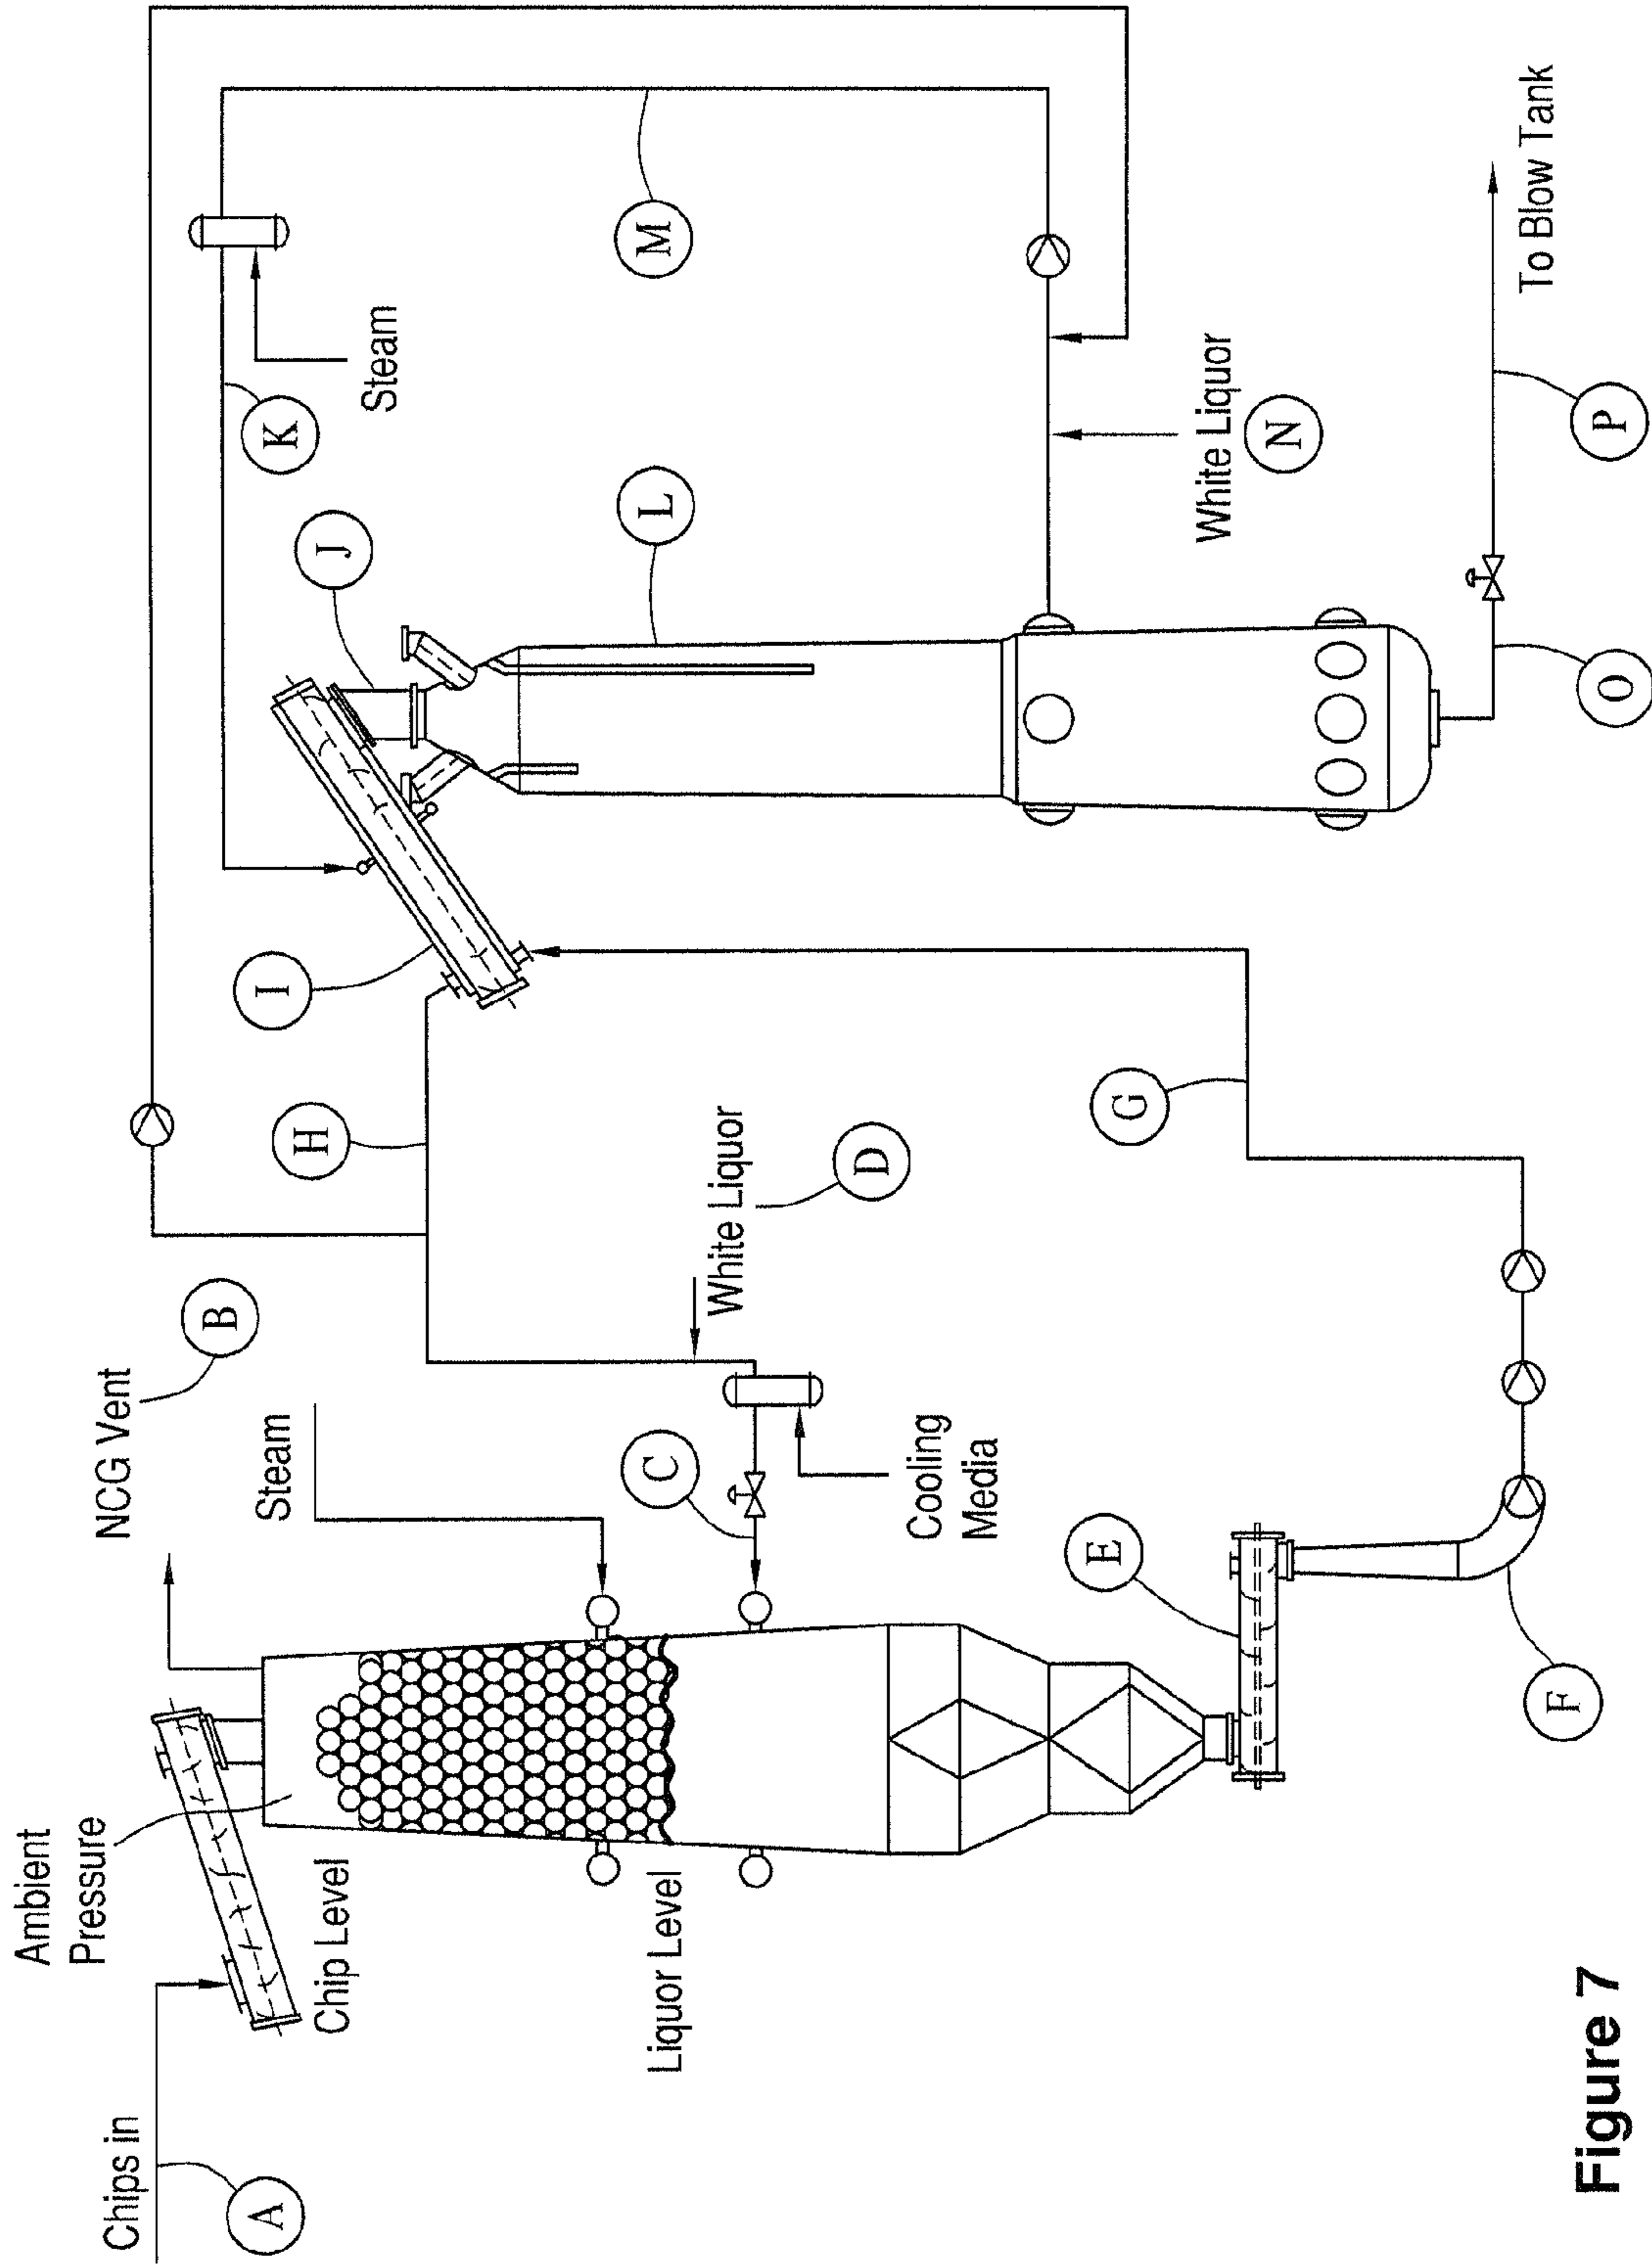 Chips in
A
Ambient
Pressure
Chip Level
Liquor Level
NCG Vent
B
Steam
C
Cooling
Media
White Liquor
D
E
F
G
H
I
J
K
Steam
L
M
White Liquor
N
O
P
To Blow Tank
Figure 7